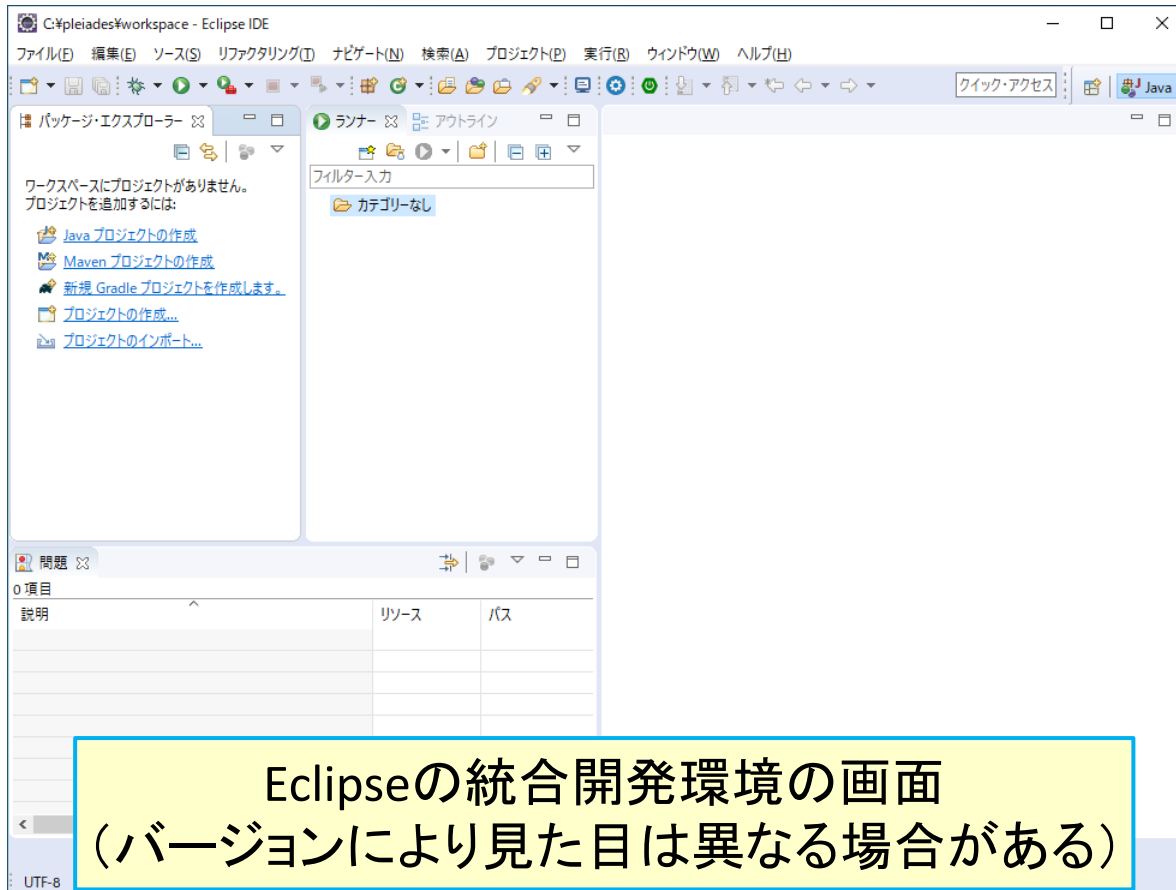 C:¥pleiades¥workspace - Eclipse IDE
ファイル(F) 編集(E) ソース(S) リファクタリング(T) ナビゲート(N) 検索(A) プロジェクト(P) 実行(R) ウィンドウ(W) ヘルプ(H)
クイック・アクセス Java
パッケージ・エクスプローラー ランナー アウトライン
フィルター入力
ワークスペースにプロジェクトがありません。
プロジェクトを追加するには:
カテゴリーなし
Java プロジェクトの作成
Maven プロジェクトの作成
新規 Gradle プロジェクトを作成します。
プロジェクトの作成...
プロジェクトのインポート...
問題
0 項目
説明 リソース パス
Eclipseの統合開発環境の画面
(バージョンにより見た目は異なる場合がある)
UTF-8